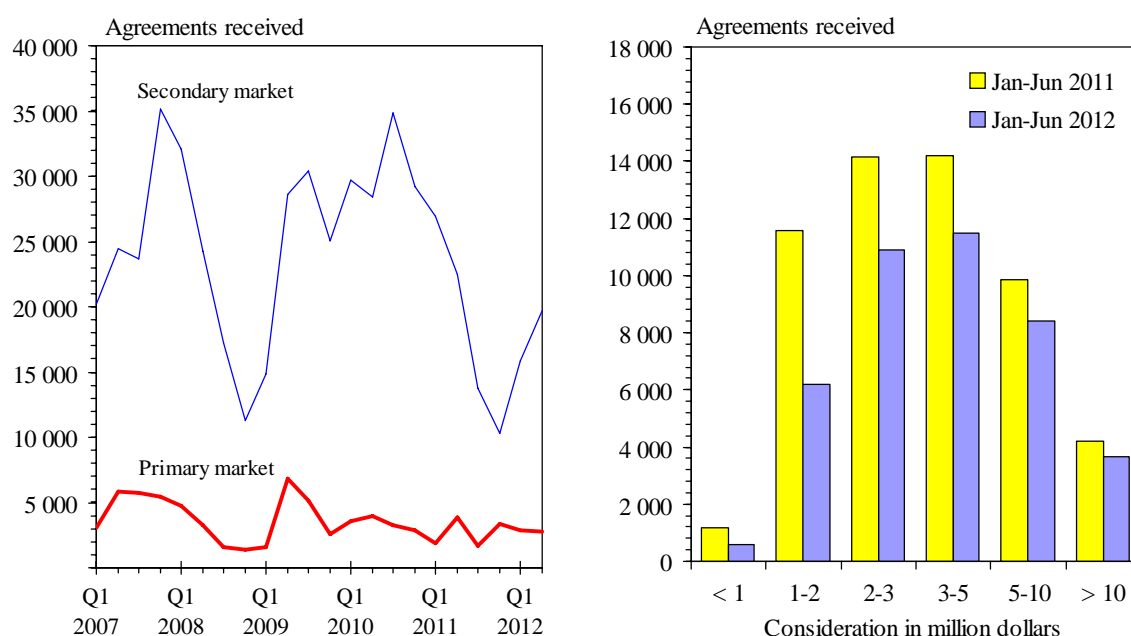 Agreements received
40 000
35 000
30 000
25 000
20 000
15 000
10 000
5 000
Secondary market
Primary market
Q1 Q1 Q1 Q1 Q1 Q1
2007 2008 2009 2010 2011 2012
Agreements received
18 000
16 000
14 000
12 000
10 000
8 000
6 000
4 000
2 000
0
Jan-Jun 2011
Jan-Jun 2012
< 1 1-2 2-3 3-5 5-10 > 10
Consideration in million dollars